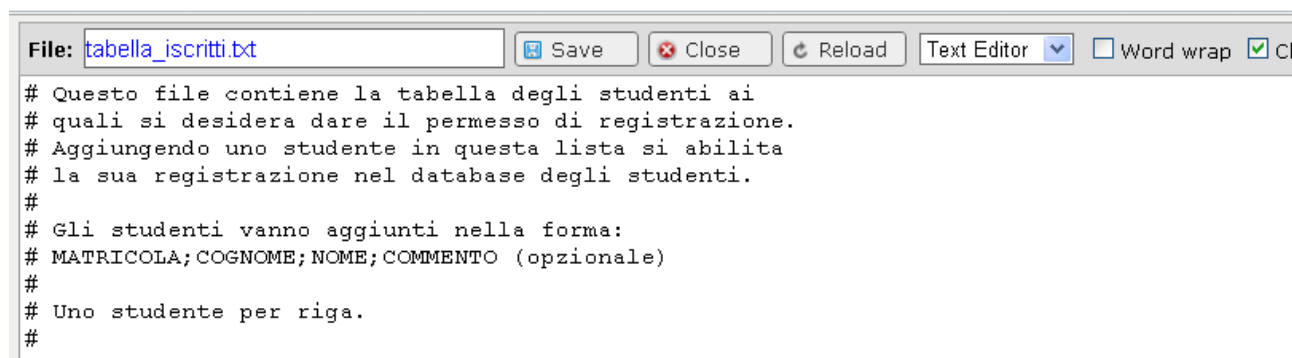 File: tabella_iscritti.txt Save Close Reload Text Editor Word wrap
# Questo file contiene la tabella degli studenti ai
# quali si desidera dare il permesso di registrazione.
# Aggiungendo uno studente in questa lista si abilita
# la sua registrazione nel database degli studenti.
#
# Gli studenti vanno aggiunti nella forma:
# MATRICOLA;COGNOME;NOME;COMMENTO (opzionale)
#
# Uno studente per riga.
#